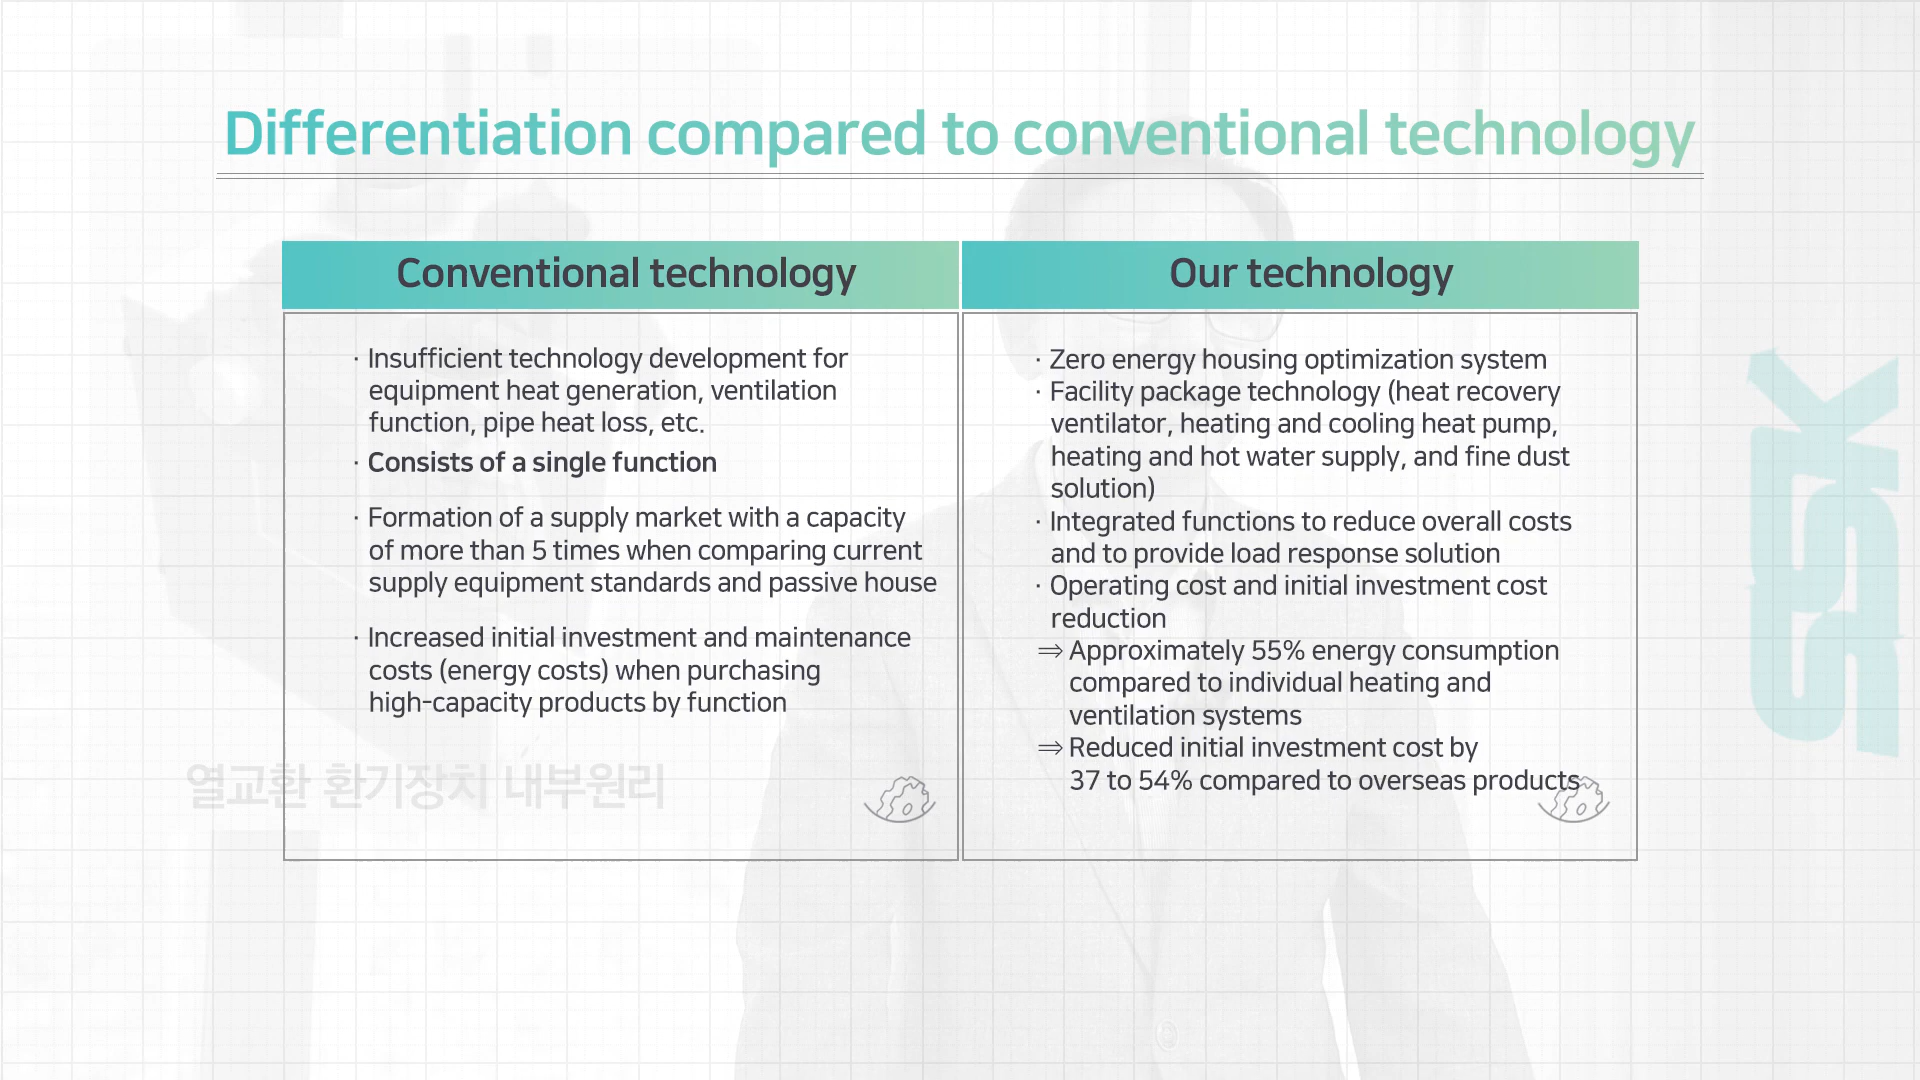 Differentiation compared to conventional technology
Conventional technology
· Insufficient technology development for
equipment heat generation, ventilation
function, pipe heat loss, etc.
· Consists of a single function
· Formation of a supply market with a capacity
of more than 5 times when comparing current
supply equipment standards and passive house
· Increased initial investment and maintenance
costs (energy costs) when purchasing
high-capacity products by function
Our technology
· Zero energy housing optimization system
· Facility package technology (heat recovery
ventilator, heating and cooling heat pump,
heating and hot water supply, and fine dust
solution)
· Integrated functions to reduce overall costs
and to provide load response solution
· Operating cost and initial investment cost
reduction
⇒ Approximately 55% energy consumption
compared to individual heating and
ventilation systems
⇒ Reduced initial investment cost by
37 to 54% compared to overseas products
열교환 환기장치 내부원리